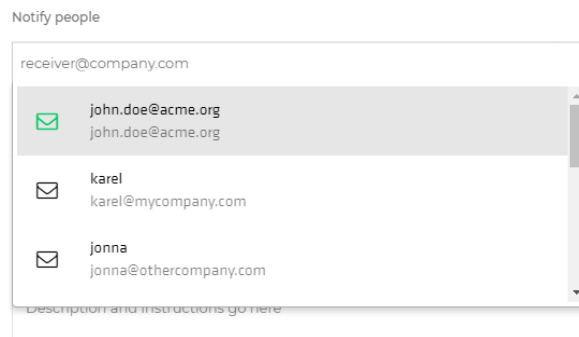 Notify people
receiver@company.com
john.doe@acme.org
john.doe@acme.org
karel
karel@mycompany.com
jonna
jonna@othercompany.com
Description and instructions go here